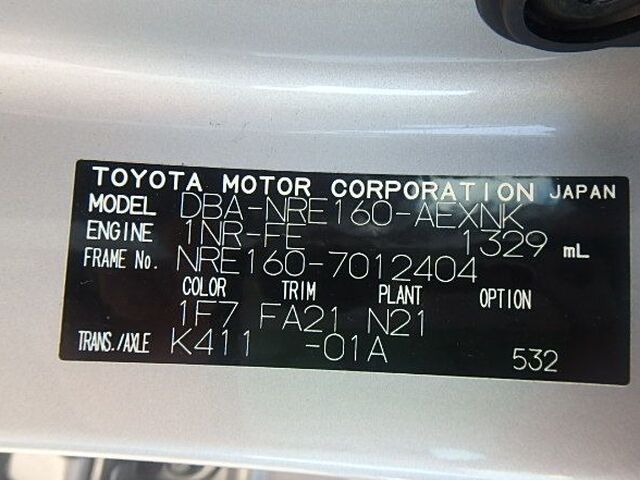 TOYOTA MOTOR CORPORATION JAPAN
MODEL DBA-NRE160-AEXNK
ENGINE 1NR-FE 1329 mL
FRAME No. NRE160-7012404
COLOR TRIM PLANT OPTION
1F7 FA21 N21
TRANS./AXLE K411 -01A 532